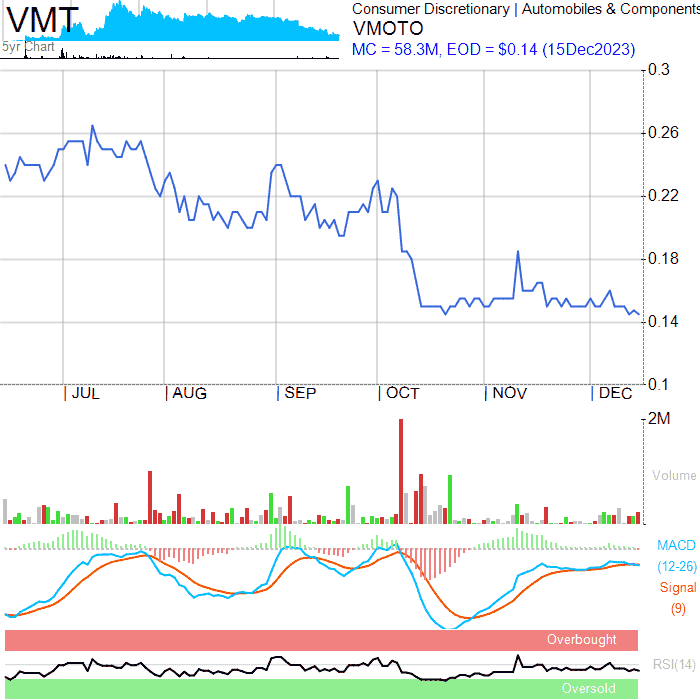 VMT
5yr Chart
Consumer Discretionary | Automobiles & Components
VMOTO
MC = 58.3M, EOD = $0.14 (15Dec2023)
0.3
0.26
0.22
0.18
0.14
0.1
JUL
AUG
SEP
OCT
NOV
DEC
2M
Volume
MACD
(12-26)
Signal
(9)
Overbought
RSI(14)
Oversold